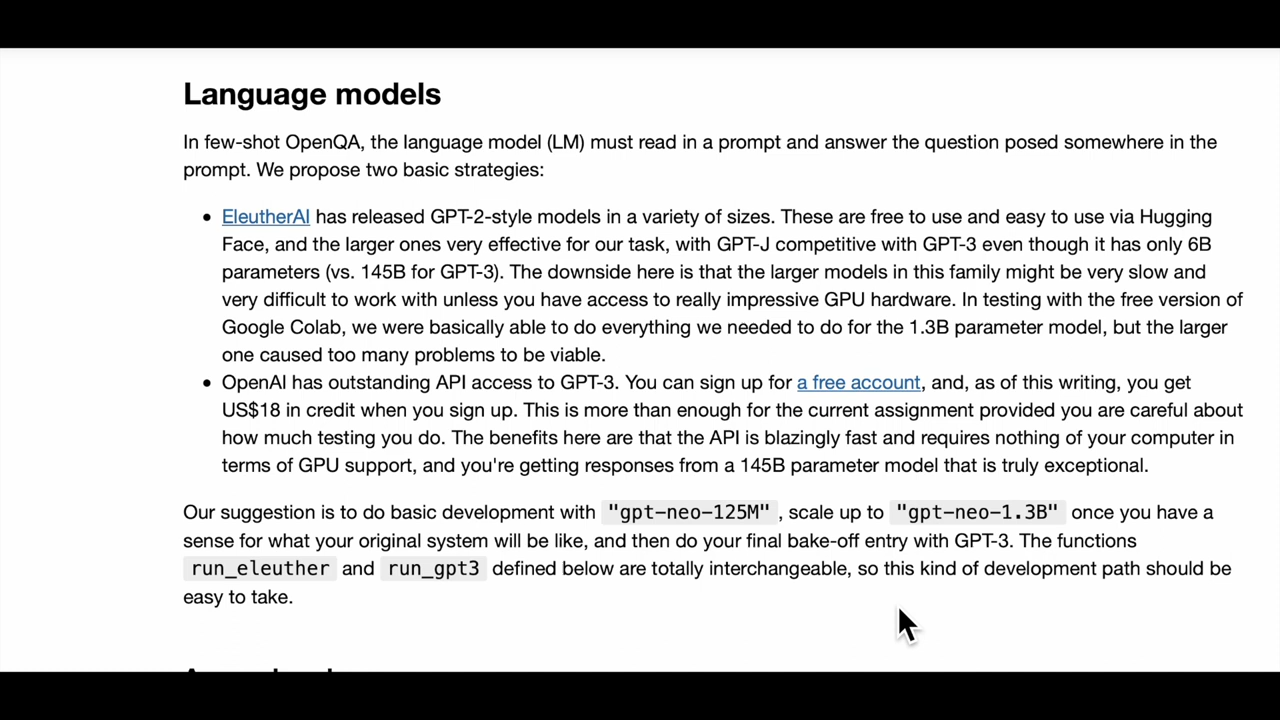 Language models
In few-shot OpenQA, the language model (LM) must read in a prompt and answer the question posed somewhere in the
prompt. We propose two basic strategies:
• EleutherAI has released GPT-2-style models in a variety of sizes. These are free to use and easy to use via Hugging
Face, and the larger ones very effective for our task, with GPT-J competitive with GPT-3 even though it has only 6B
parameters (vs. 145B for GPT-3). The downside here is that the larger models in this family might be very slow and
very difficult to work with unless you have access to really impressive GPU hardware. In testing with the free version of
Google Colab, we were basically able to do everything we needed to do for the 1.3B parameter model, but the larger
one caused too many problems to be viable.
• OpenAI has outstanding API access to GPT-3. You can sign up for a free account, and, as of this writing, you get
US$18 in credit when you sign up. This is more than enough for the current assignment provided you are careful about
how much testing you do. The benefits here are that the API is blazingly fast and requires nothing of your computer in
terms of GPU support, and you're getting responses from a 145B parameter model that is truly exceptional.
Our suggestion is to do basic development with "gpt-neo-125M" , scale up to "gpt-neo-1.3B" once you have a
sense for what your original system will be like, and then do your final bake-off entry with GPT-3. The functions
run_eleuther and run_gpt3 defined below are totally interchangeable, so this kind of development path should be
easy to take.